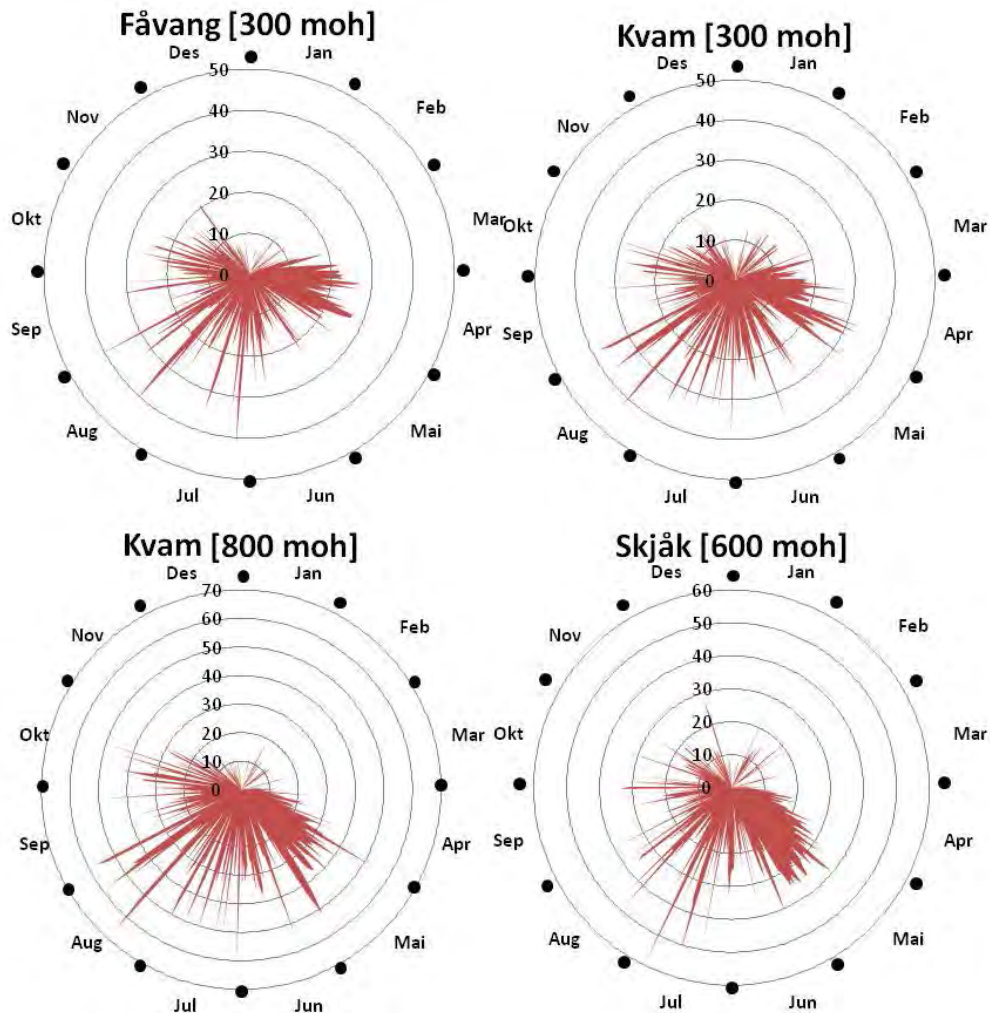 Fåvang [300 moh]
Des
Jan
50
Nov
Feb
40
30
20
Okt
Mar
10
0
Sep
Apr
Aug
Mai
Jul
Jun
Kvam [300 moh]
Des
Jan
50
Nov
Feb
40
30
20
Okt
Mar
10
0
Sep
Apr
Aug
Mai
Jul
Jun
Kvam [800 moh]
Des
Jan
70
60
Nov
Feb
50
40
30
20
Okt
Mar
10
0
Sep
Apr
Aug
Mai
Jul
Jun
Skjåk [600 moh]
Des
Jan
60
50
Nov
Feb
40
30
20
Okt
Mar
10
0
Sep
Apr
Aug
Mai
Jul
Jun